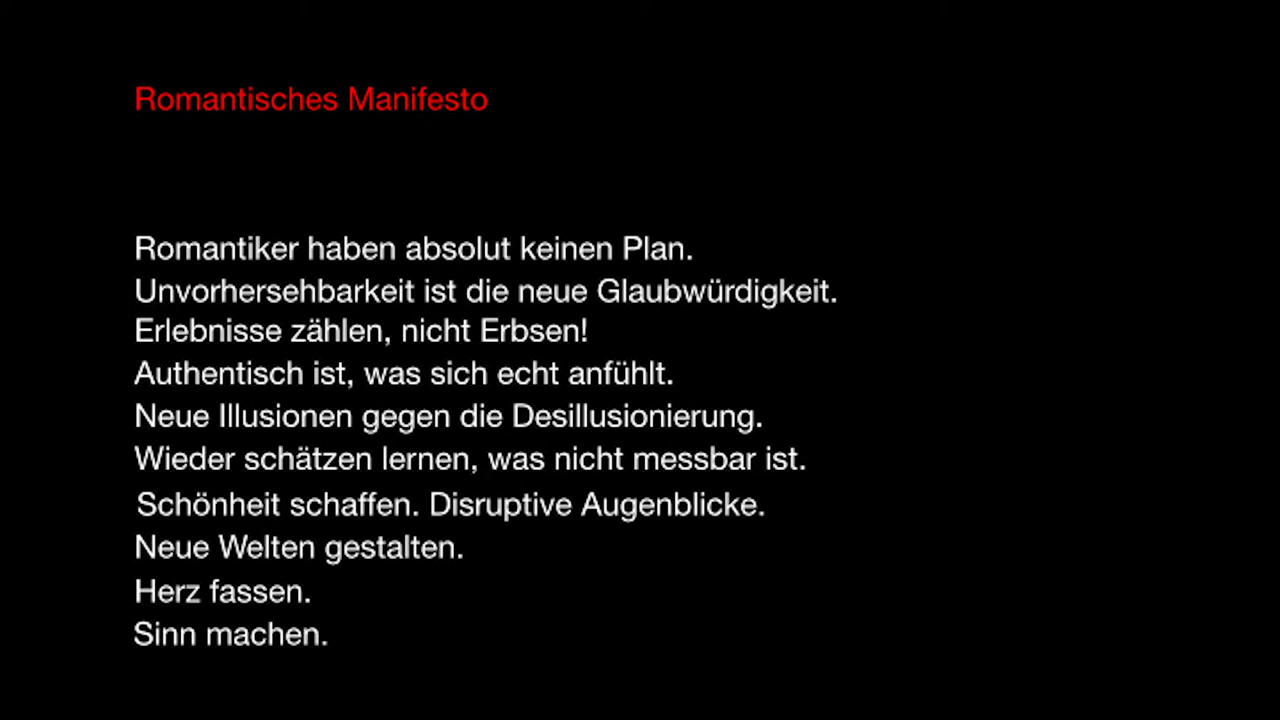 Romantisches Manifesto
Romantiker haben absolut keinen Plan.
Unvorhersehbarkeit ist die neue Glaubwürdigkeit.
Erlebnisse zählen, nicht Erbsen!
Authentisch ist, was sich echt anfühlt.
Neue Illusionen gegen die Desillusionierung.
Wieder schätzen lernen, was nicht messbar ist.
Schönheit schaffen. Disruptive Augenblicke.
Neue Welten gestalten.
Herz fassen.
Sinn machen.